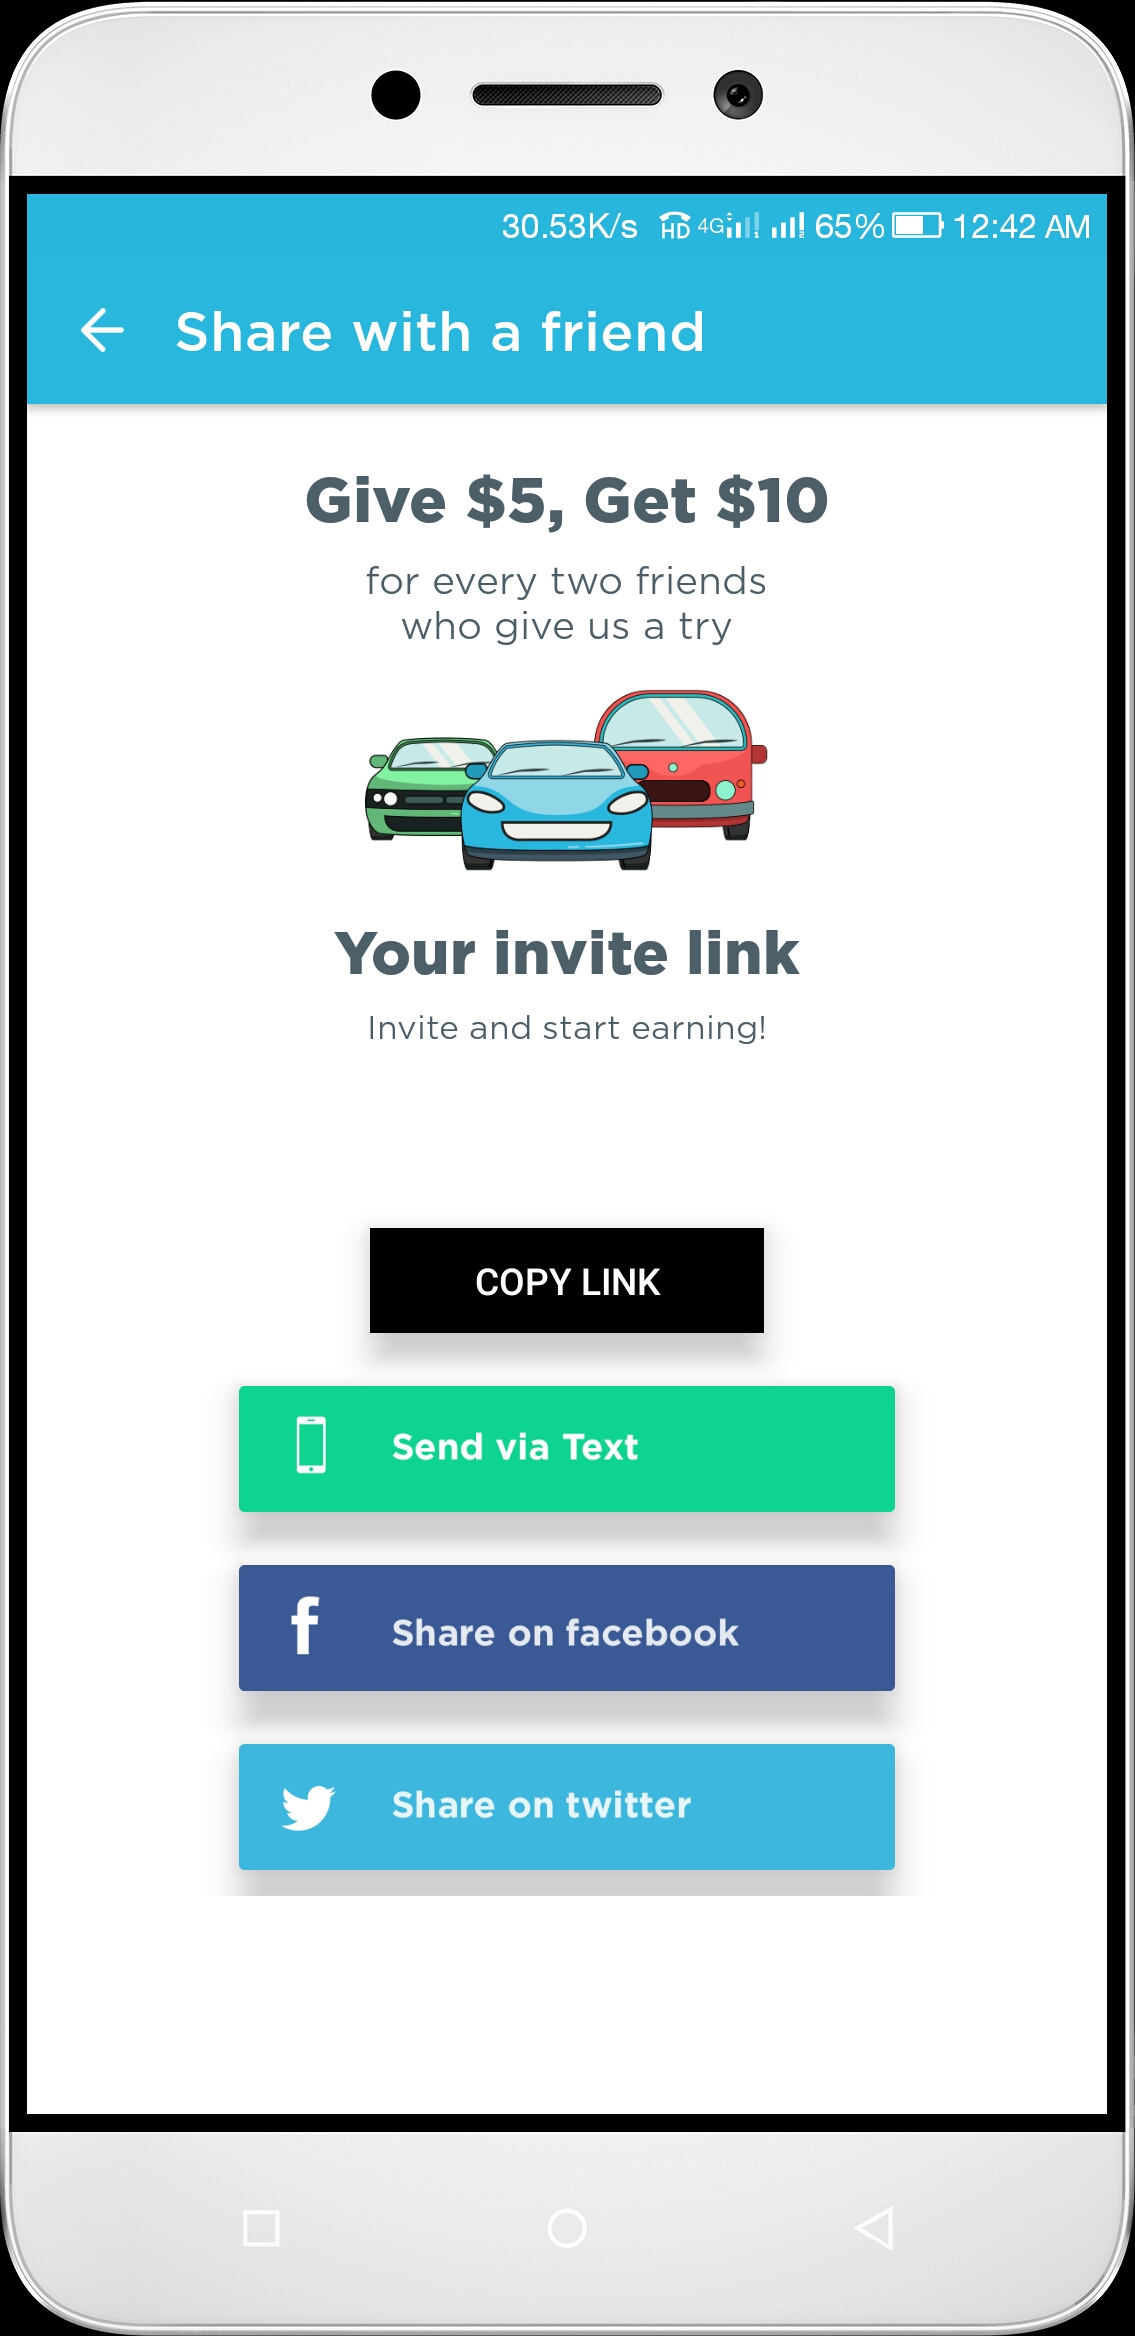 30.53K/s HD 4G 1 2 65% 12:42 AM
Share with a friend
Give $5, Get $10
for every two friends
who give us a try
Your invite link
Invite and start earning!
COPY LINK
Send via Text
f Share on facebook
Share on twitter